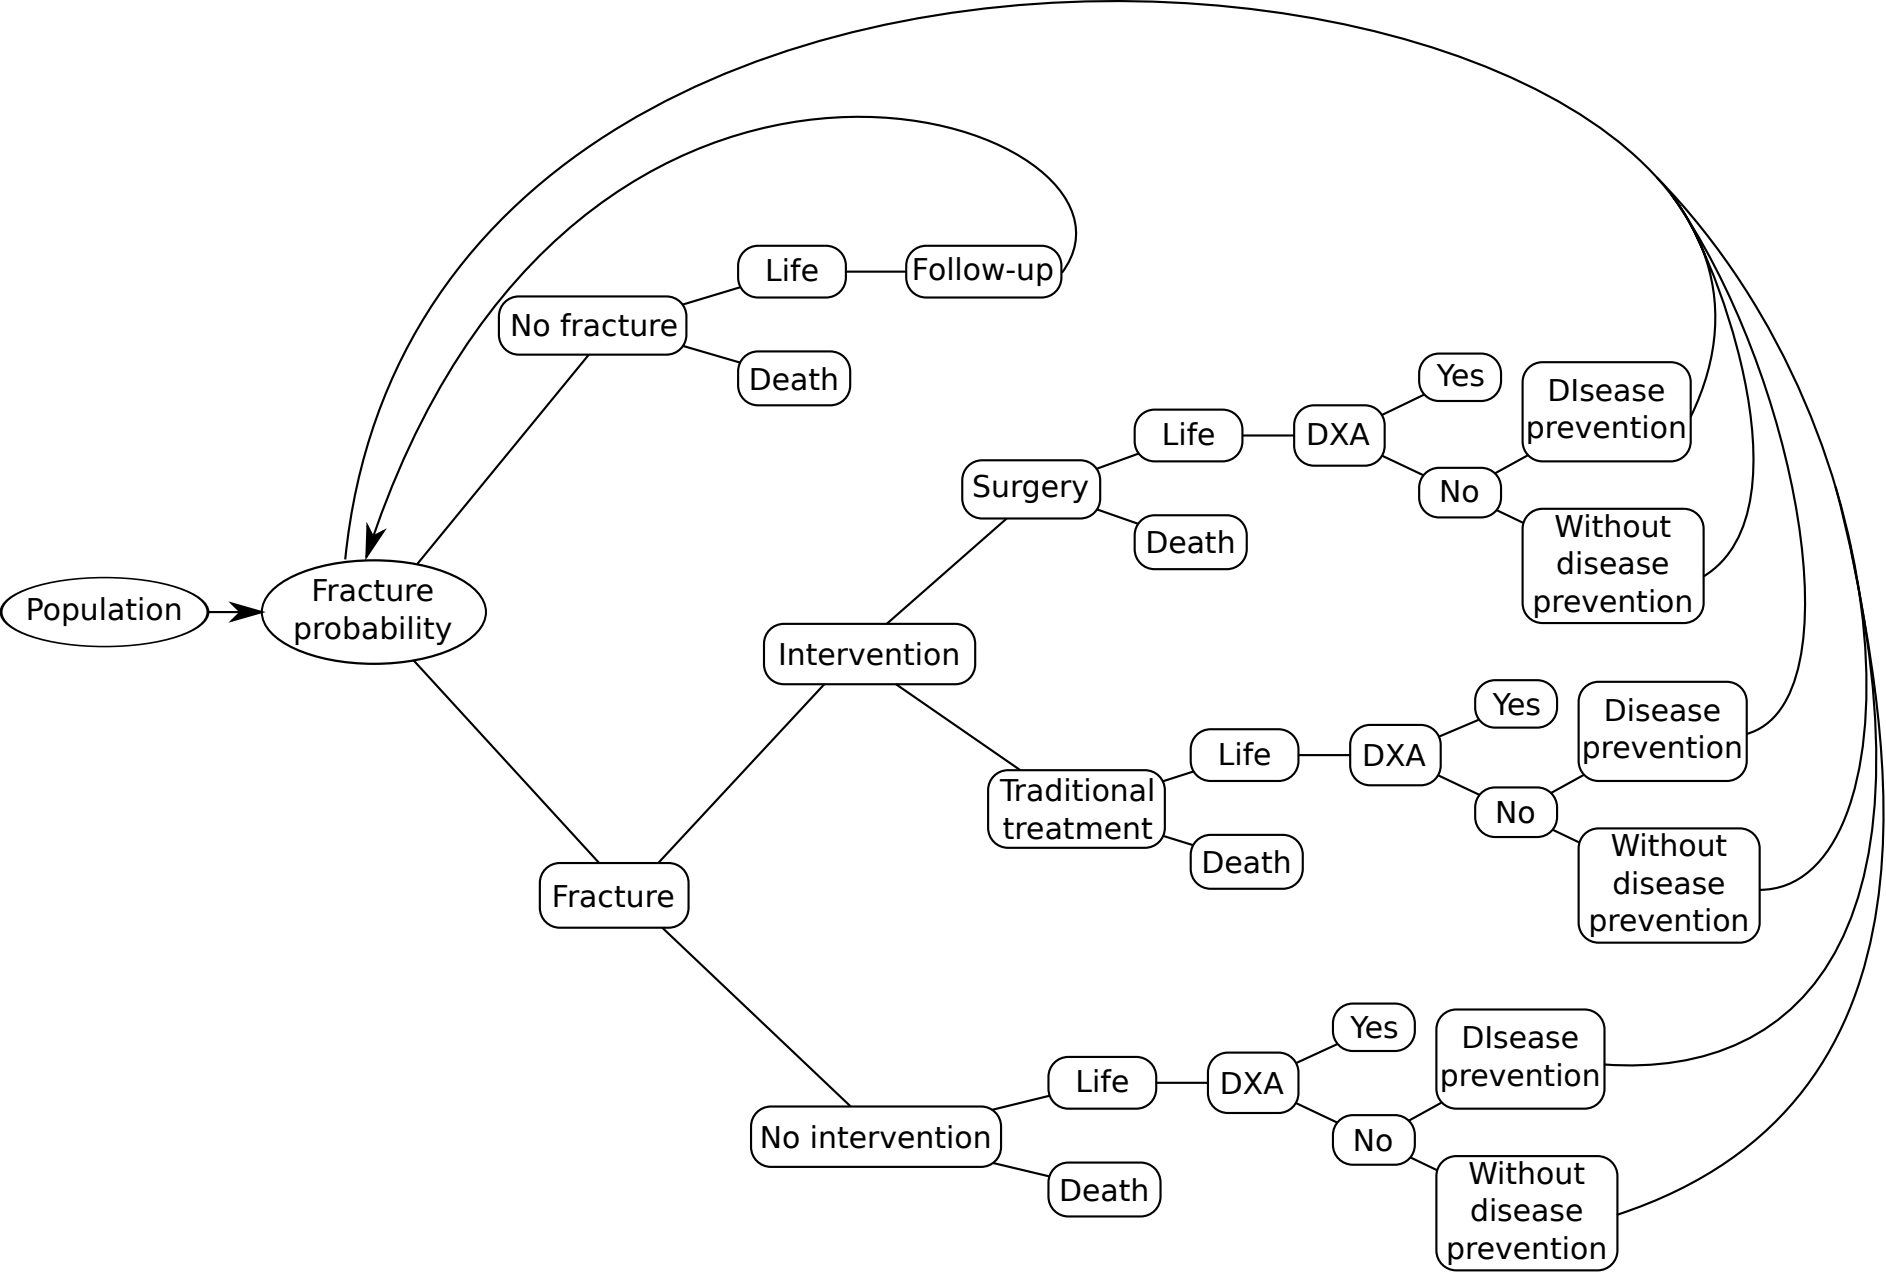 Population
Fracture
probability
No fracture
Life
Follow-up
Death
Fracture
Intervention
Surgery
Life
DXA
Yes
No
DIsease
prevention
Without
disease
prevention
Death
Traditional
treatment
Life
DXA
Yes
No
Disease
prevention
Without
disease
prevention
Death
No intervention
Life
DXA
Yes
No
DIsease
prevention
Without
disease
prevention
Death